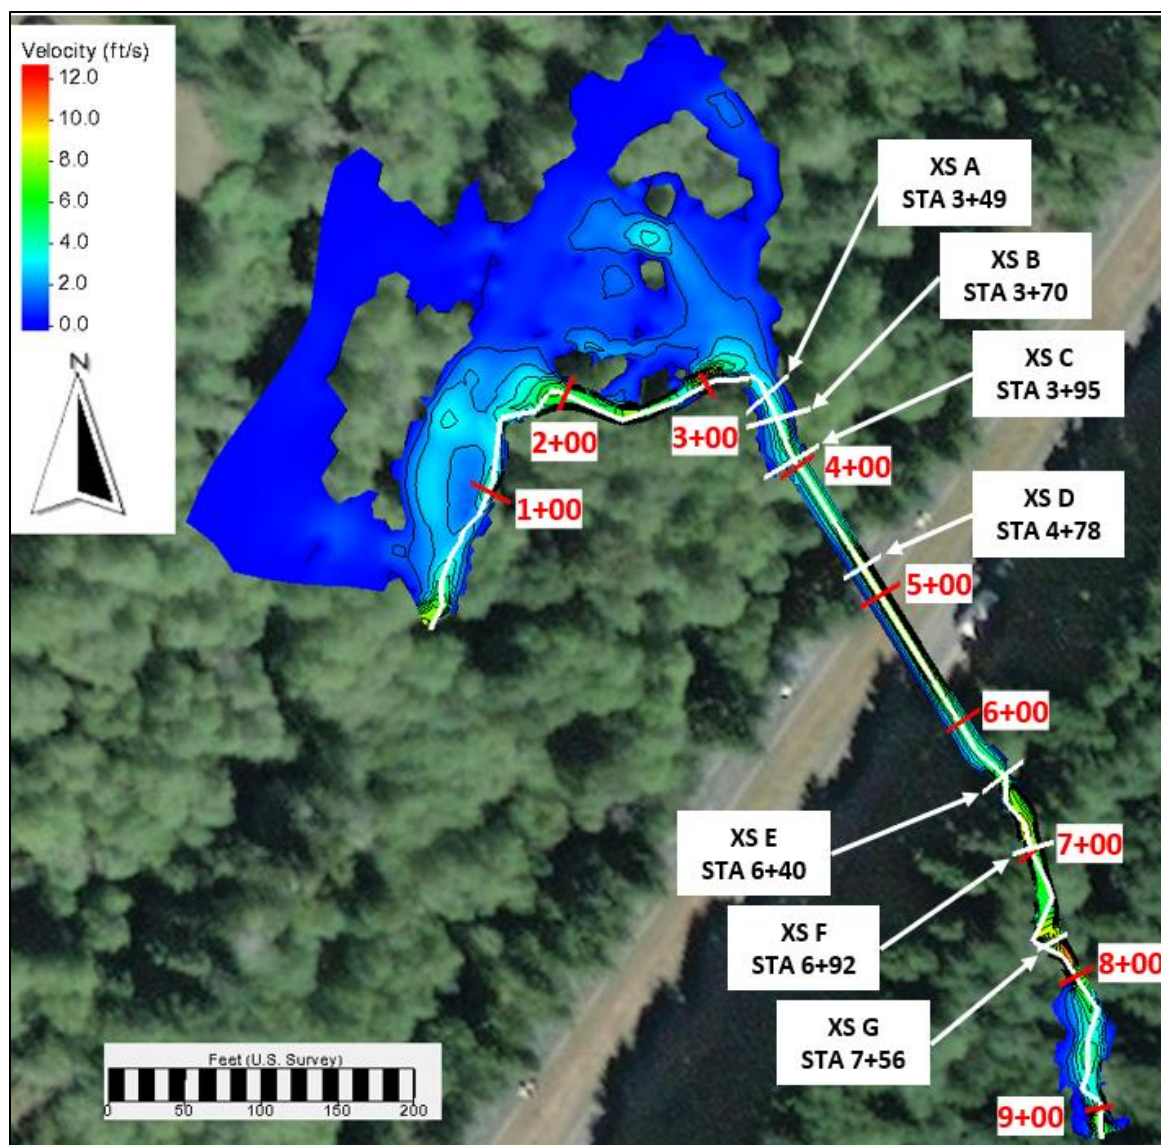 Velocity (ft/s)
12.0
10.0
8.0
6.0
4.0
2.0
0.0
N
XS A
STA 3+49
XS B
STA 3+70
XS C
STA 3+95
2+00
3+00
4+00
1+00
XS D
STA 4+78
5+00
6+00
XS E
STA 6+40
7+00
XS F
STA 6+92
8+00
XS G
STA 7+56
9+00
Feet (U.S. Survey)
0 50 100 150 200